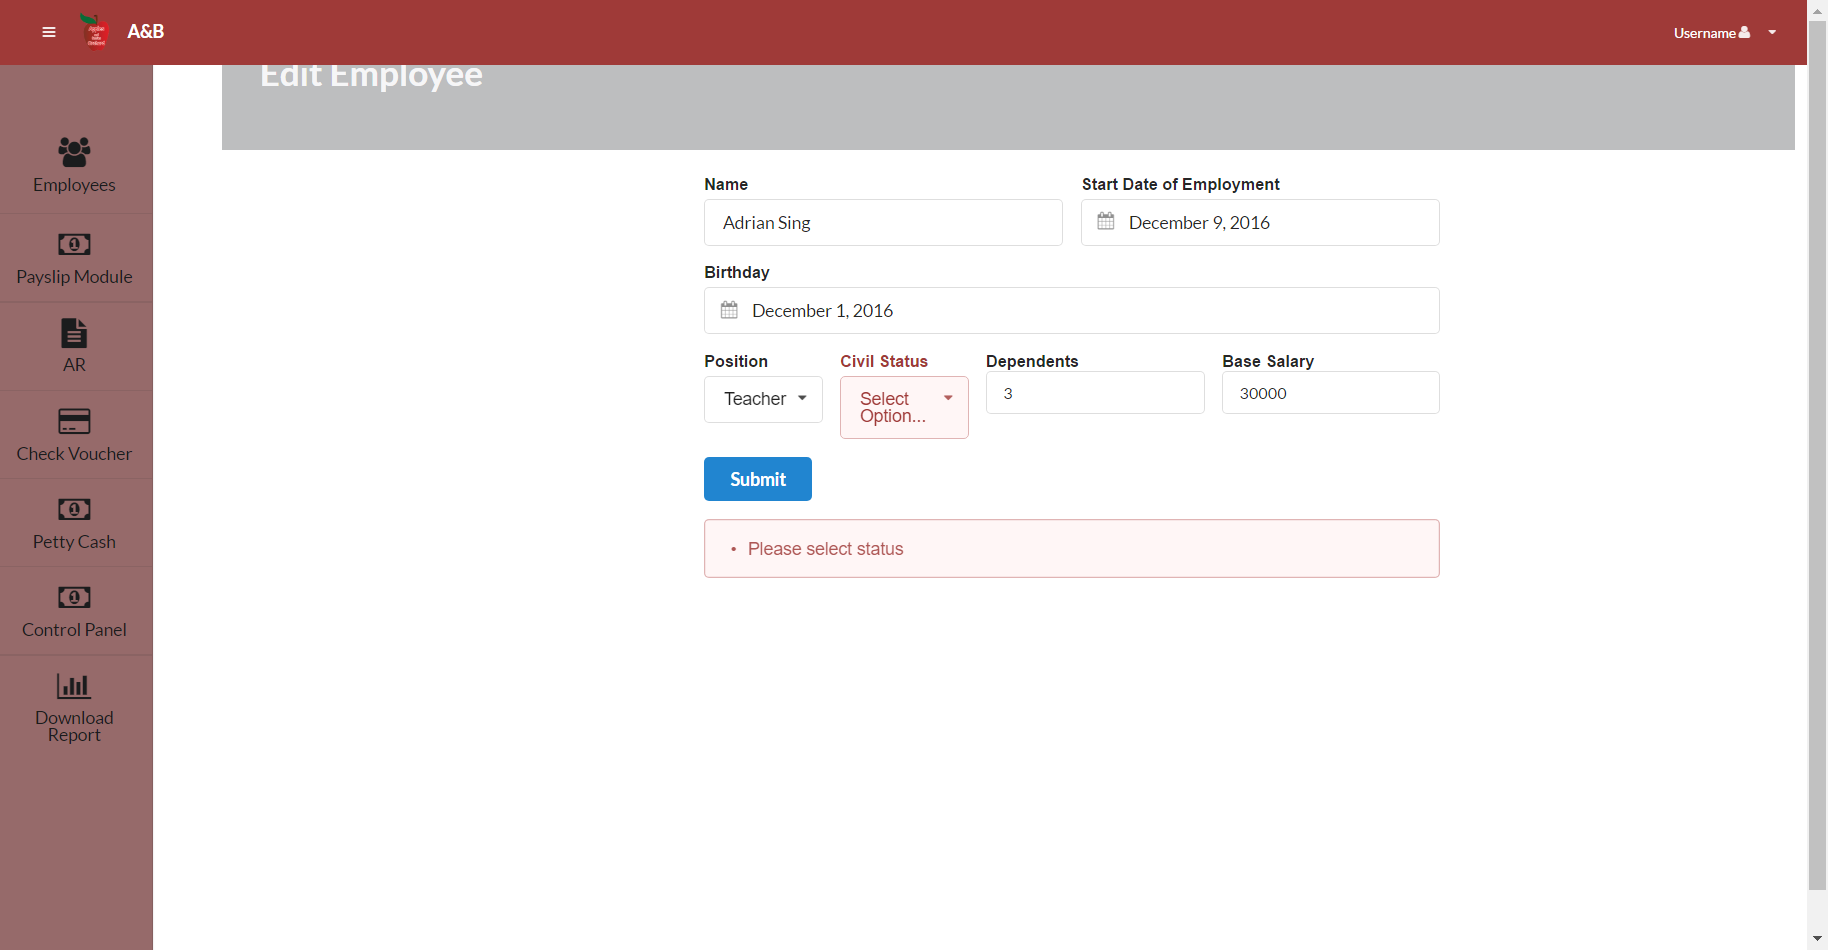 A&B
Username
Edit Employee
Employees
Payslip Module
AR
Check Voucher
Petty Cash
Control Panel
Download
Report
Name
Start Date of Employment
Adrian Sing
December 9, 2016
Birthday
December 1, 2016
Position
Civil Status
Dependents
Base Salary
Teacher
Select
Option...
3
30000
Submit
• Please select status